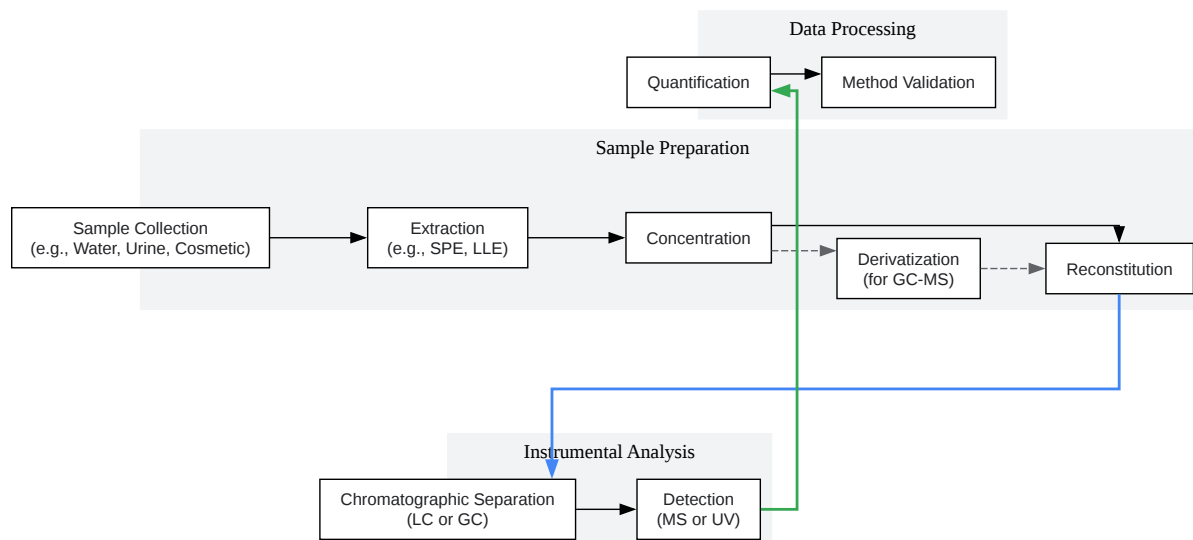 Data Processing
Quantification
Method Validation
Sample Preparation
Sample Collection
(e.g., Water, Urine, Cosmetic)
Extraction
(e.g., SPE, LLE)
Concentration
Derivatization
(for GC-MS)
Reconstitution
Instrumental Analysis
Chromatographic Separation
(LC or GC)
Detection
(MS or UV)